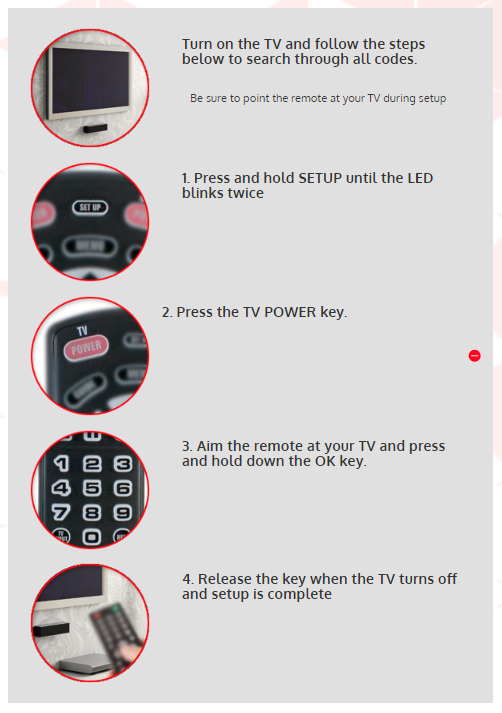 Turn on the TV and follow the steps
below to search through all codes.
Be sure to point the remote at your TV during setup
1. Press and hold SETUP until the LED
blinks twice
SET UP
MENU
2. Press the TV POWER key.
TV
POWER
3. Aim the remote at your TV and press
and hold down the OK key.
1 2 3
4 5 6
7 8 9
TV
0
4. Release the key when the TV turns off
and setup is complete